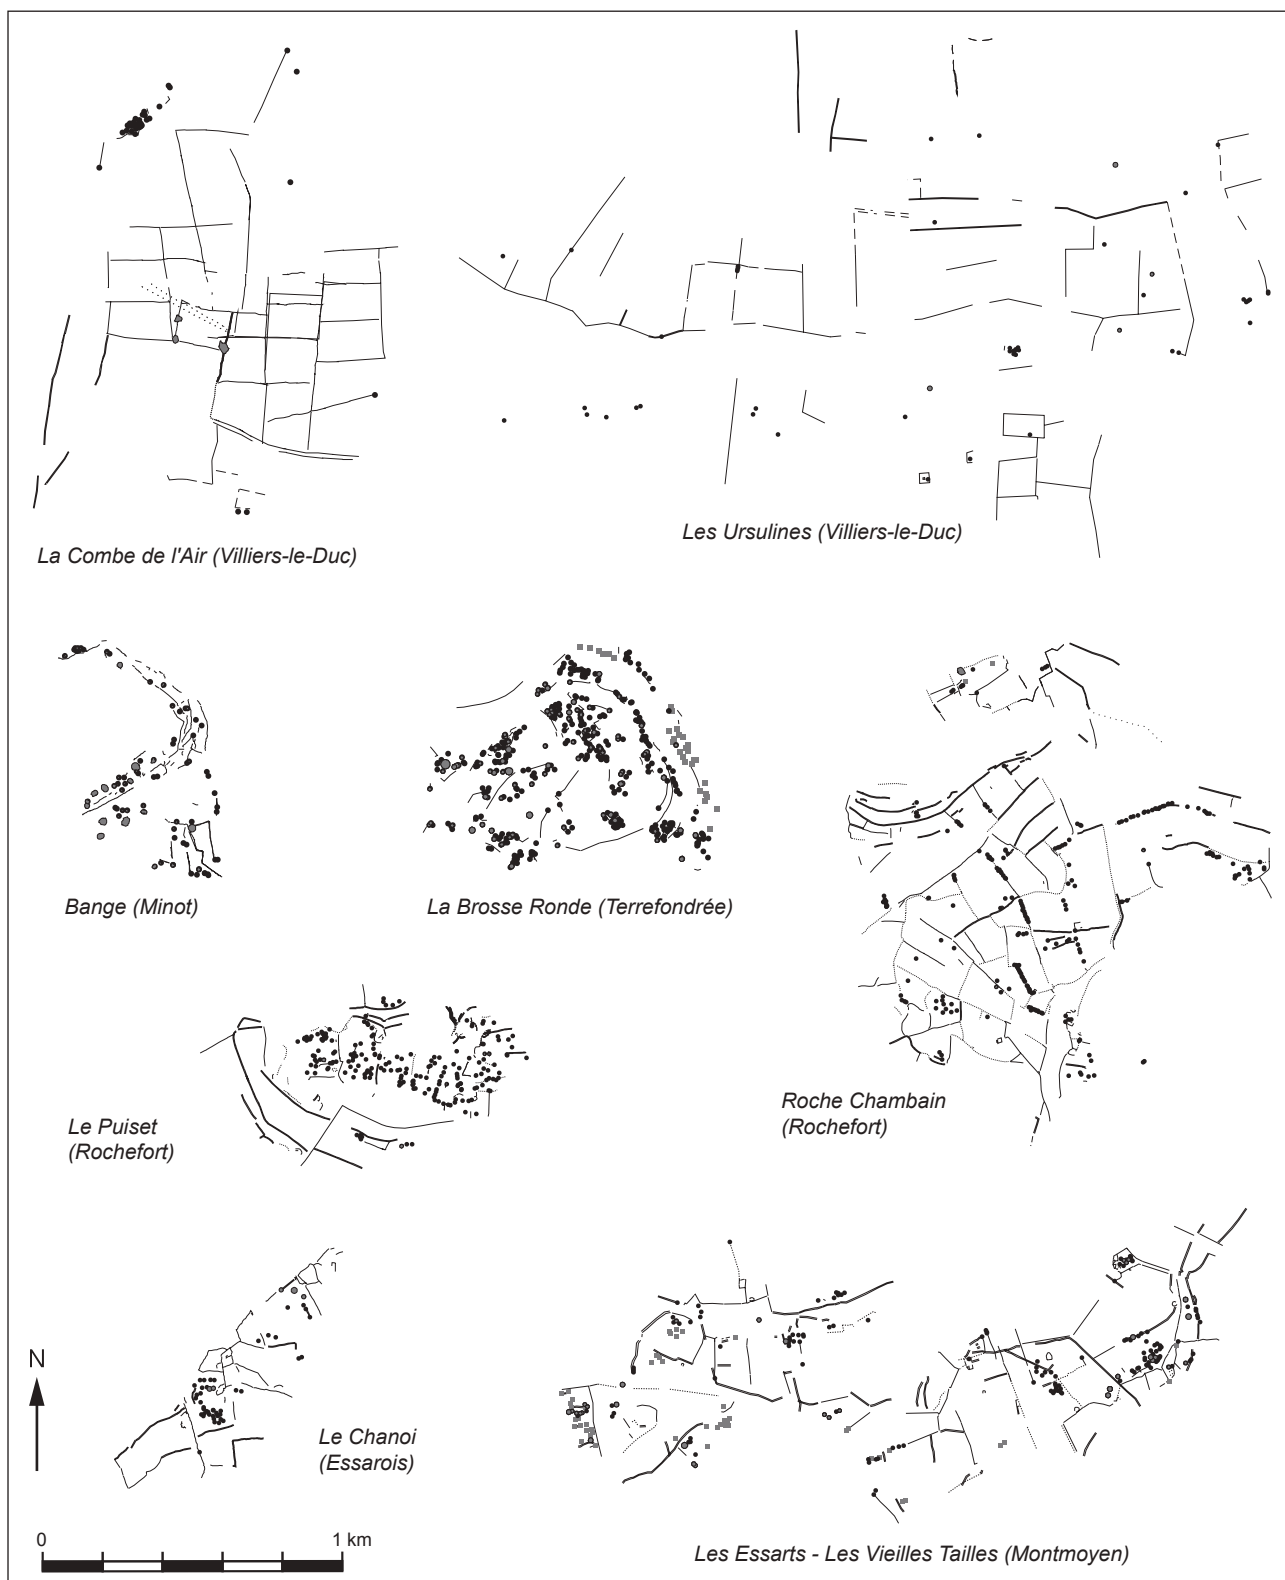 La Combe de l'Air (Villiers-le-Duc)
Les Ursulines (Villiers-le-Duc)
Bange (Minot)
La Brosse Ronde (Terrefondrée)
Le Puiset
(Rochefort)
Roche Chambain
(Rochefort)
N
Le Chanoi
(Essarois)
0
1 km
Les Essarts - Les Vieilles Tailles (Montmoyen)